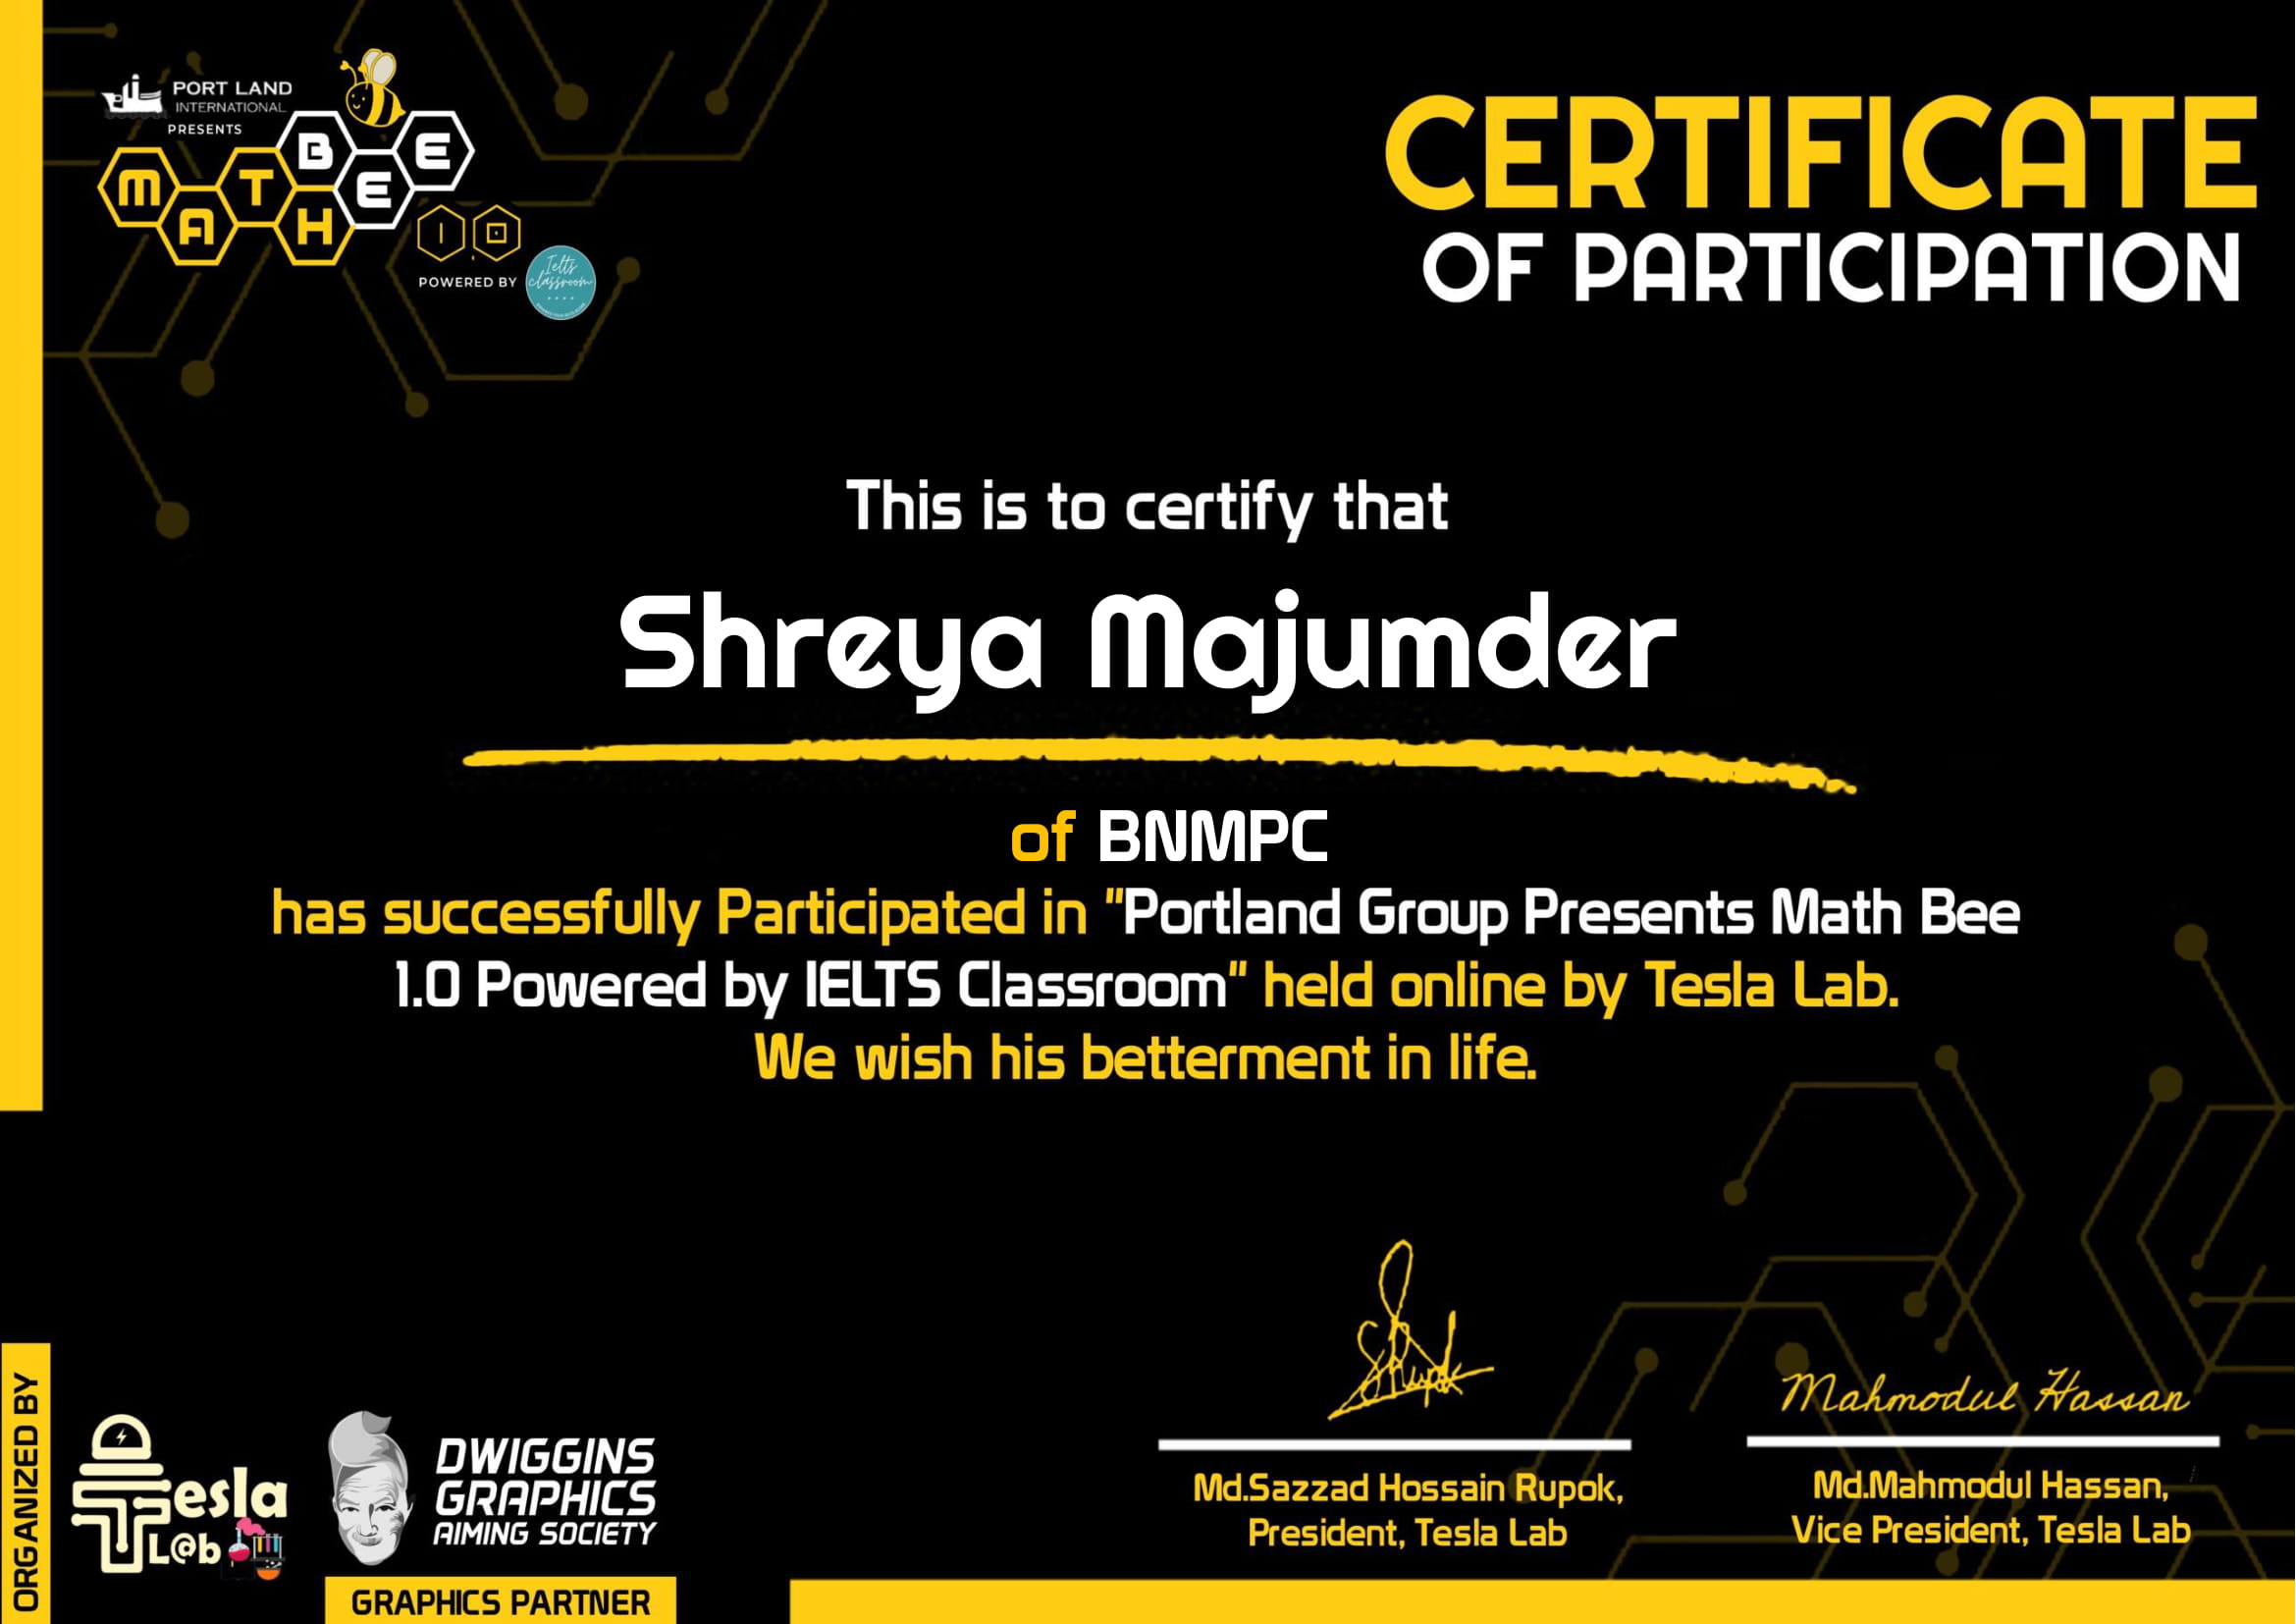 PORT LAND
INTERNATIONAL
PRESENTS
MATH BEE
1.0
POWERED BY
Ielts
classroom
CERTIFICATE
OF PARTICIPATION
This is to certify that
Shreya Majumder
of BNMPC
has successfully Participated in "Portland Group Presents Math Bee
1.0 Powered by IELTS Classroom" held online by Tesla Lab.
We wish his betterment in life.
Mahmodul Hassan
Md.Sazzad Hossain Rupok,
President, Tesla Lab
Md.Mahmodul Hassan,
Vice President, Tesla Lab
ORGANIZED BY
Tesla
L@b
DWIGGINS
GRAPHICS
AIMING SOCIETY
GRAPHICS PARTNER